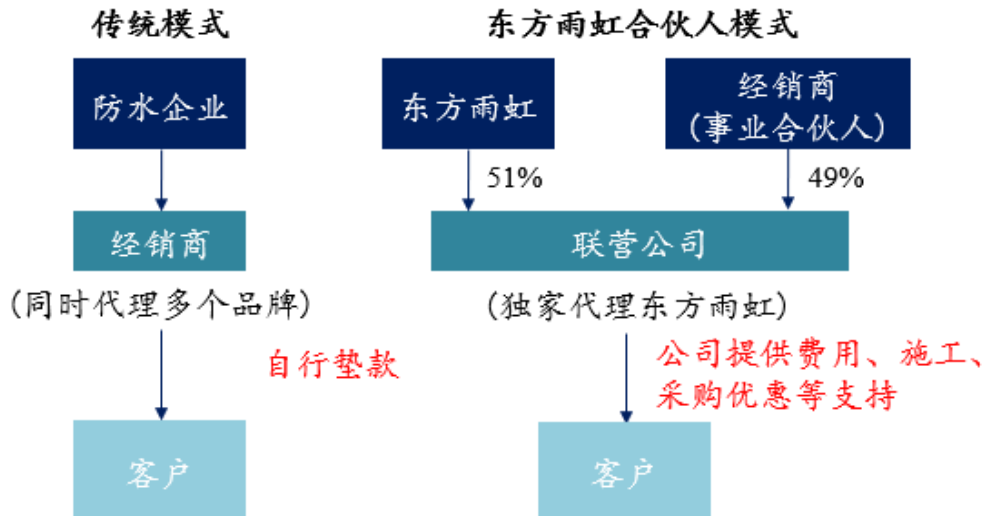 传统模式
防水企业
经销商
(同时代理多个品牌)
自行垫款
客户
东方雨虹合伙人模式
东方雨虹
经销商
(事业合伙人)
51%
49%
联营公司
(独家代理东方雨虹)
公司提供费用、施工、
采购优惠等支持
客户